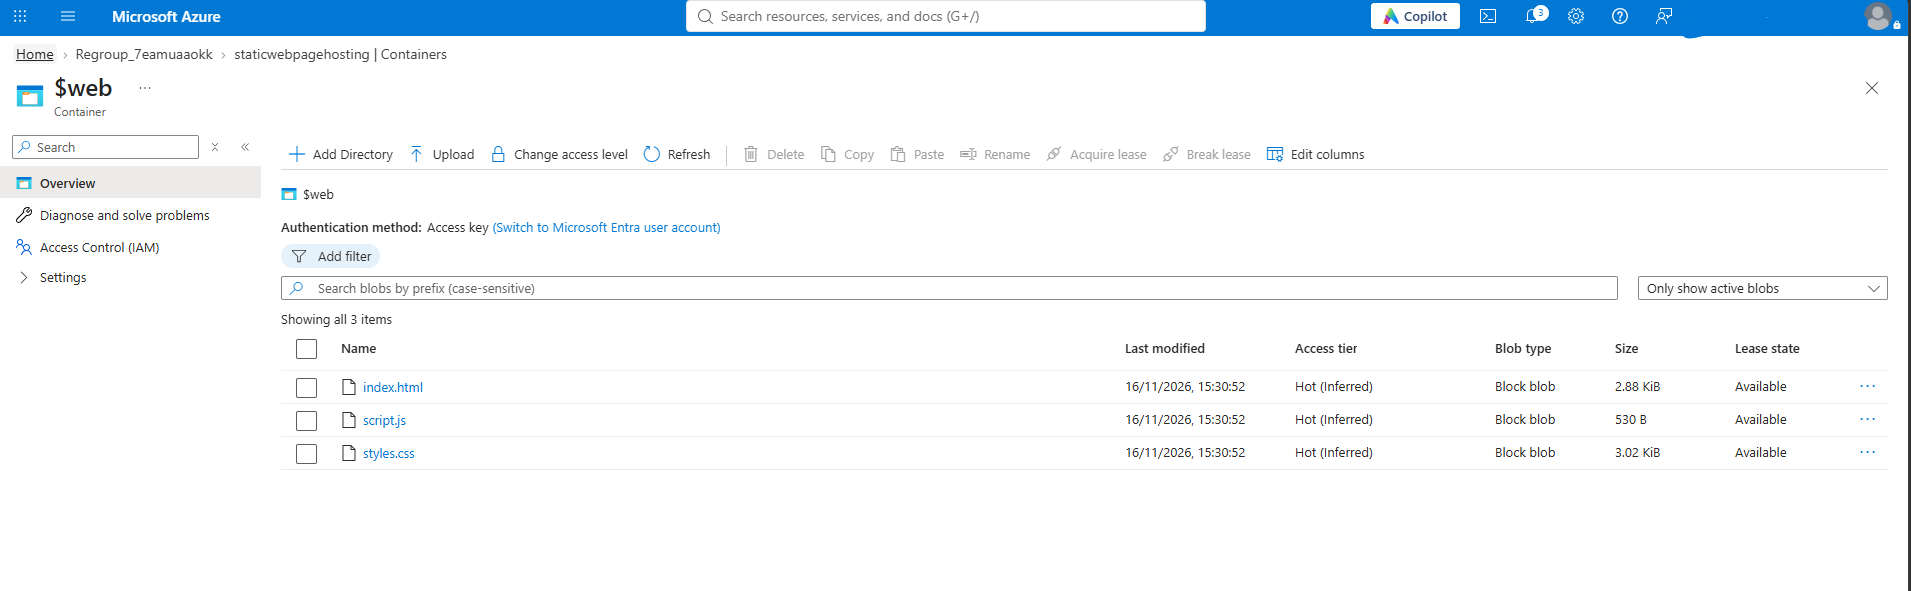 Microsoft Azure
Search resources, services, and docs (G+/)
Copilot
3
Home > Regroup_7eamuaaokk > staticwebpagehosting | Containers
$web ...
Container
Search
Overview
Diagnose and solve problems
Access Control (IAM)
Settings
Add Directory Upload Change access level Refresh Delete Copy Paste Rename Acquire lease Break lease Edit columns
$web
Authentication method: Access key (Switch to Microsoft Entra user account)
Add filter
Search blobs by prefix (case-sensitive) Only show active blobs
Showing all 3 items
Name Last modified Access tier Blob type Size Lease state
index.html 16/11/2026, 15:30:52 Hot (Inferred) Block blob 2.88 KiB Available ...
script.js 16/11/2026, 15:30:52 Hot (Inferred) Block blob 530 B Available ...
styles.css 16/11/2026, 15:30:52 Hot (Inferred) Block blob 3.02 KiB Available ...